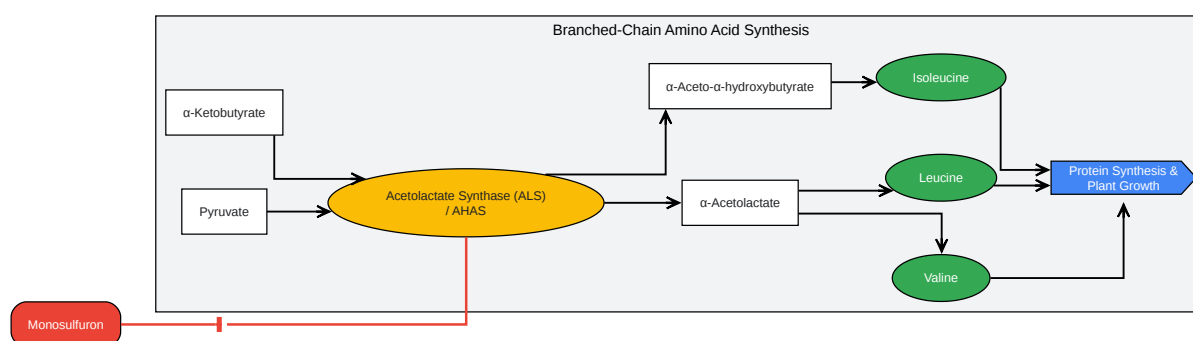 Branched-Chain Amino Acid Synthesis
α-Ketobutyrate
Pyruvate
Acetolactate Synthase (ALS)
/ AHAS
α-Aceto-α-hydroxybutyrate
α-Acetolactate
Isoleucine
Leucine
Valine
Protein Synthesis &
Plant Growth
Monosulfuron